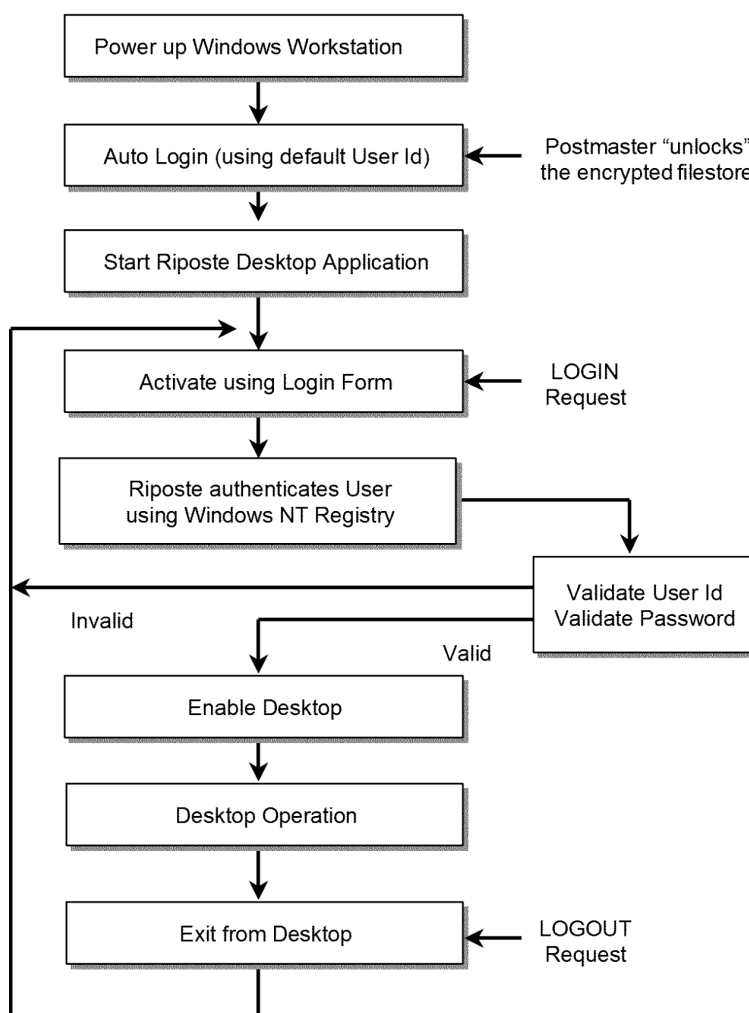 Power up Windows Workstation
Auto Login (using default User Id)
Postmaster “unlocks”
the encrypted filestore
Start Riposte Desktop Application
Activate using Login Form
LOGIN
Request
Riposte authenticates User
using Windows NT Registry
Validate User Id
Validate Password
Invalid
Valid
Enable Desktop
Desktop Operation
Exit from Desktop
LOGOUT
Request